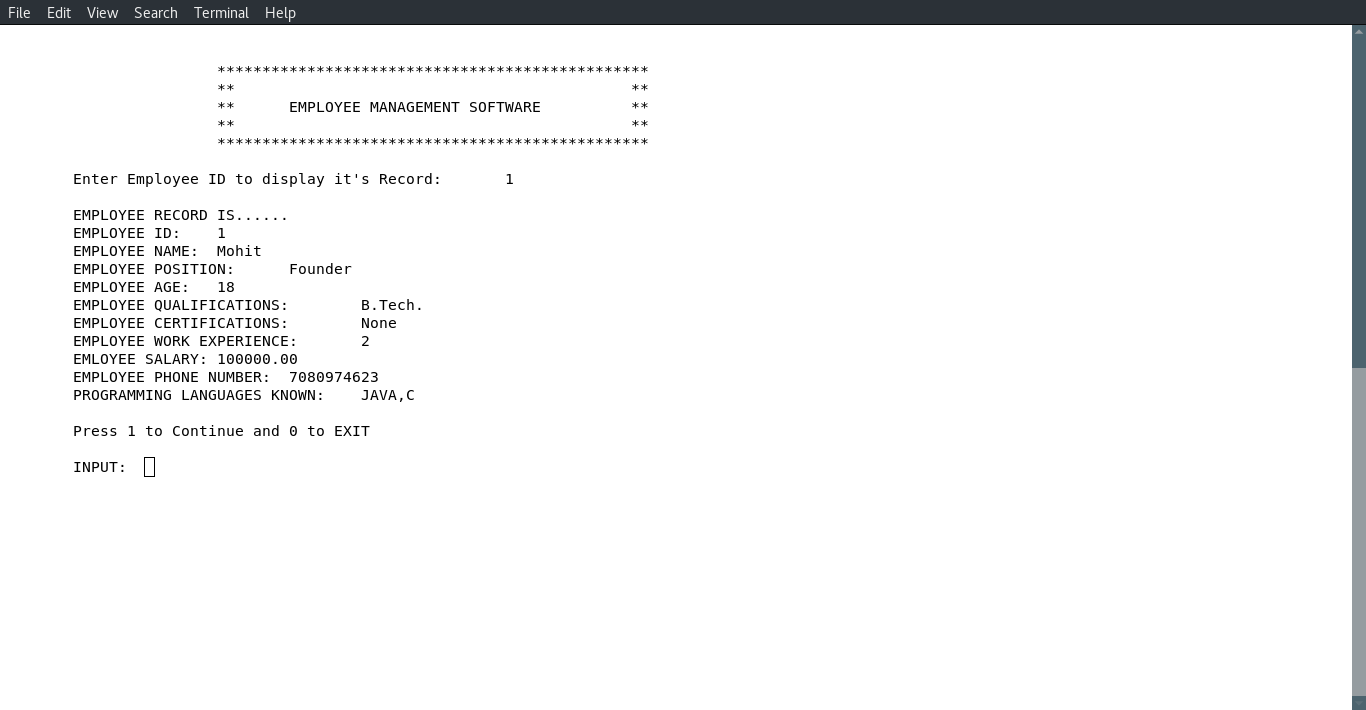 File Edit View Search Terminal Help
************************************************
** **
** EMPLOYEE MANAGEMENT SOFTWARE **
** **
************************************************
Enter Employee ID to display it's Record: 1
EMPLOYEE RECORD IS......
EMPLOYEE ID: 1
EMPLOYEE NAME: Mohit
EMPLOYEE POSITION: Founder
EMPLOYEE AGE: 18
EMPLOYEE QUALIFICATIONS: B.Tech.
EMPLOYEE CERTIFICATIONS: None
EMPLOYEE WORK EXPERIENCE: 2
EMLOYEE SALARY: 100000.00
EMPLOYEE PHONE NUMBER: 7080974623
PROGRAMMING LANGUAGES KNOWN: JAVA,C
Press 1 to Continue and 0 to EXIT
INPUT: